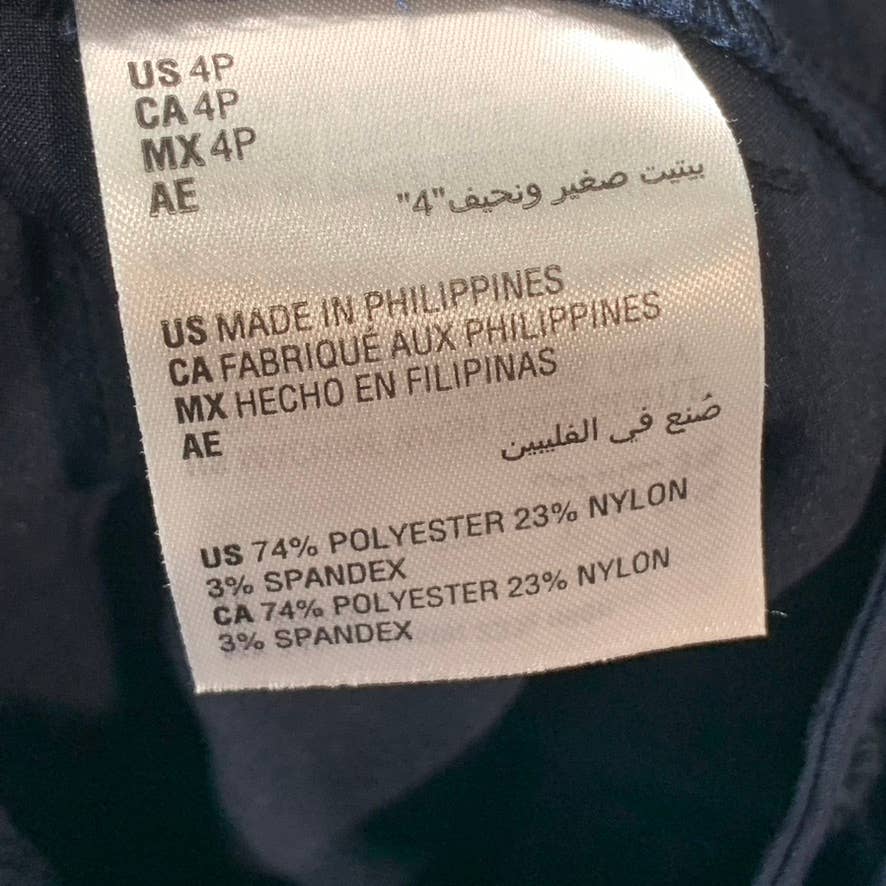 US 4P
CA 4P
MX 4P
AE بيتيت صغير ونحيف "4"
US MADE IN PHILIPPINES
CA FABRIQUÉ AUX PHILIPPINES
MX HECHO EN FILIPINAS
AE صُنع في الفليبين
US 74% POLYESTER 23% NYLON
3% SPANDEX
CA 74% POLYESTER 23% NYLON
3% SPANDEX